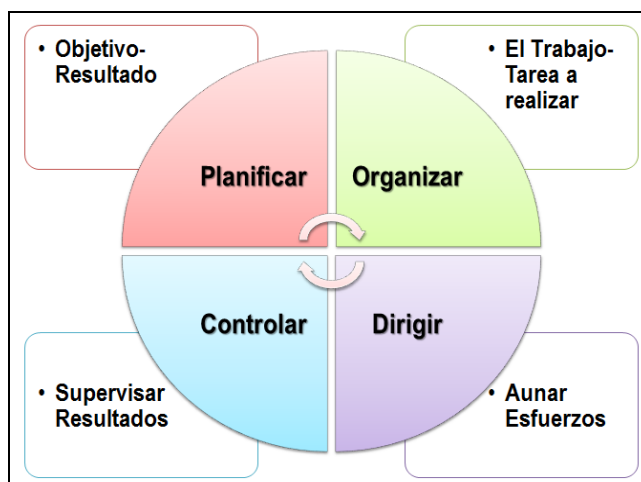 • Objetivo-
Resultado
• El Trabajo-
Tarea a
realizar
Planificar
Organizar
Controlar
Dirigir
• Supervisar
Resultados
• Aunar
Esfuerzos